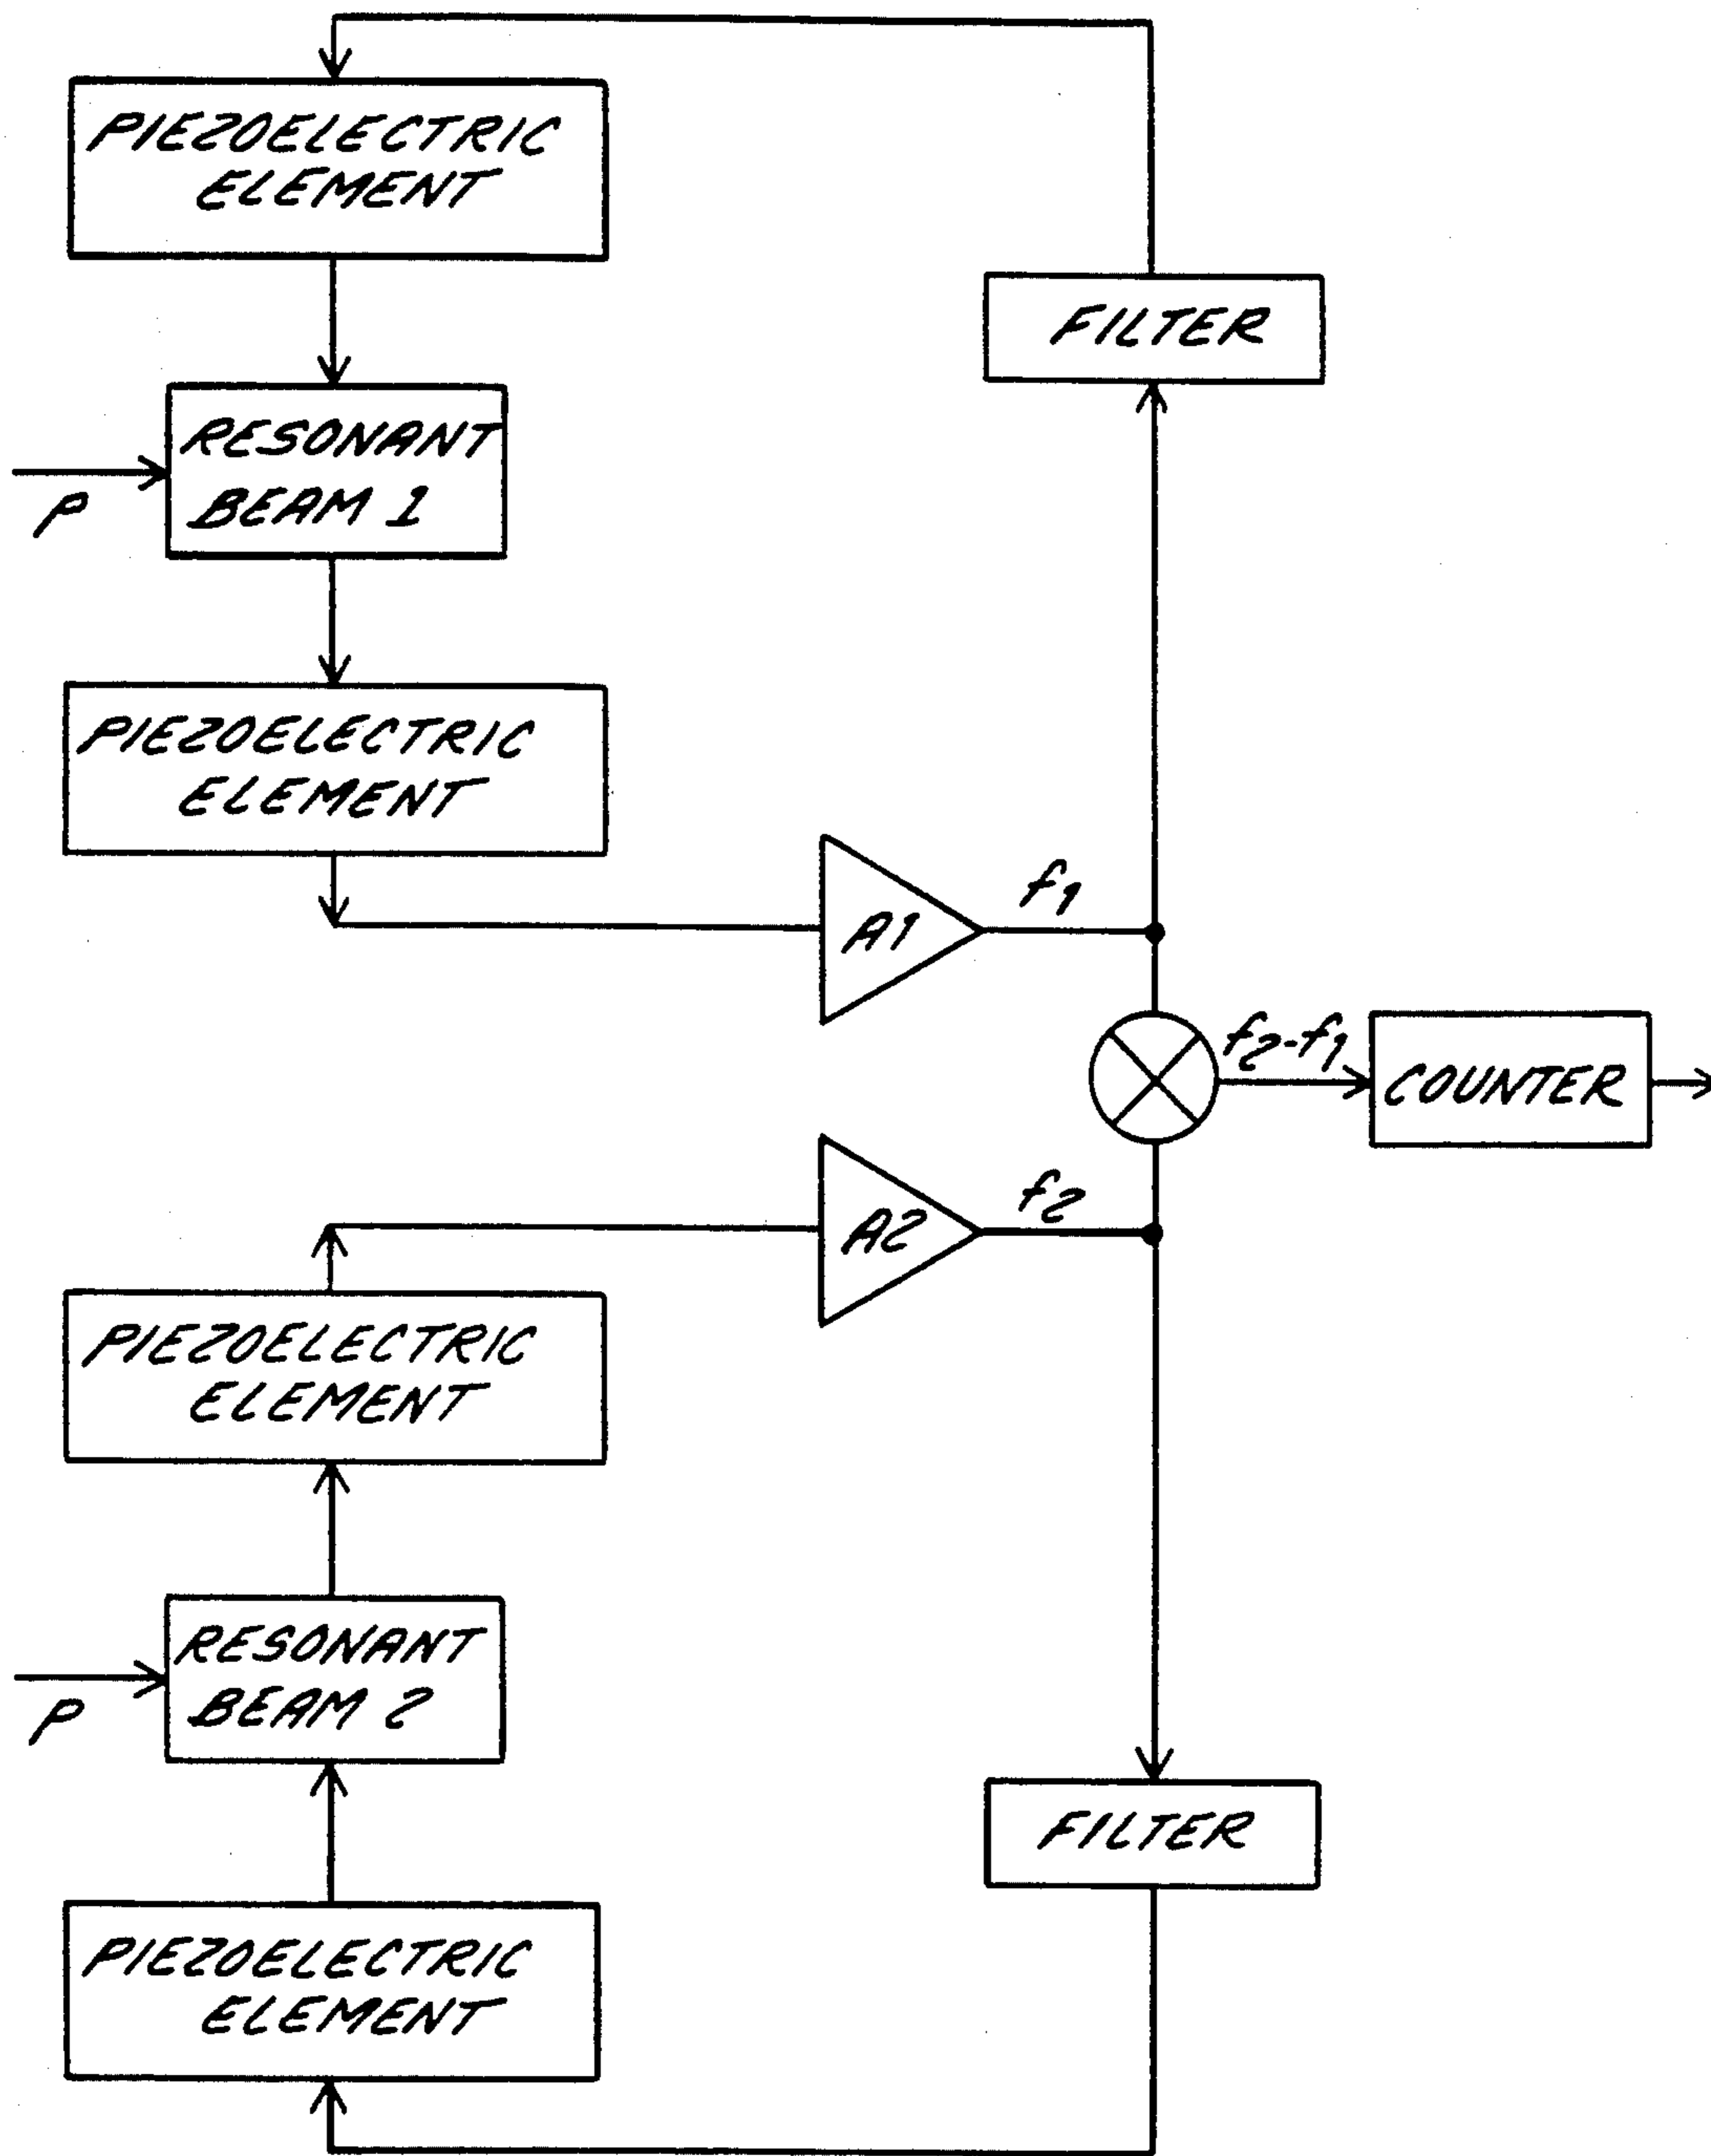 PIEZOELECTRIC
ELEMENT
FILTER
RESONANT
BEAM 1
P
PIEZOELECTRIC
ELEMENT
A1
f1
f2-f1
COUNTER
A2
f2
PIEZOELECTRIC
ELEMENT
RESONANT
BEAM 2
P
FILTER
PIEZOELECTRIC
ELEMENT